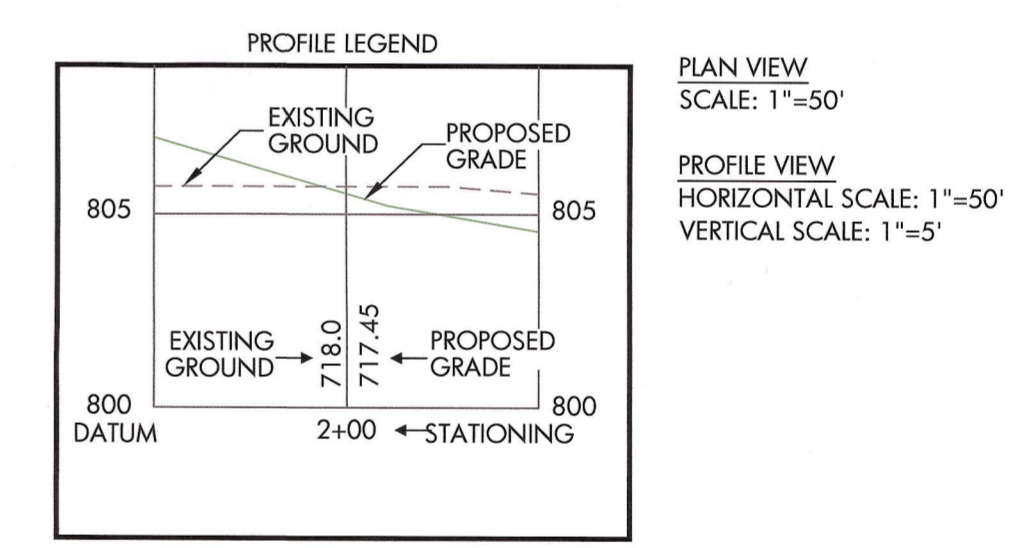 PROFILE LEGEND
EXISTING
GROUND
PROPOSED
GRADE
805
805
EXISTING
GROUND
718.0
717.45
PROPOSED
GRADE
800
800
DATUM
2+00
STATIONING
PLAN VIEW
SCALE: 1"=50'
PROFILE VIEW
HORIZONTAL SCALE: 1"=50'
VERTICAL SCALE: 1"=5'